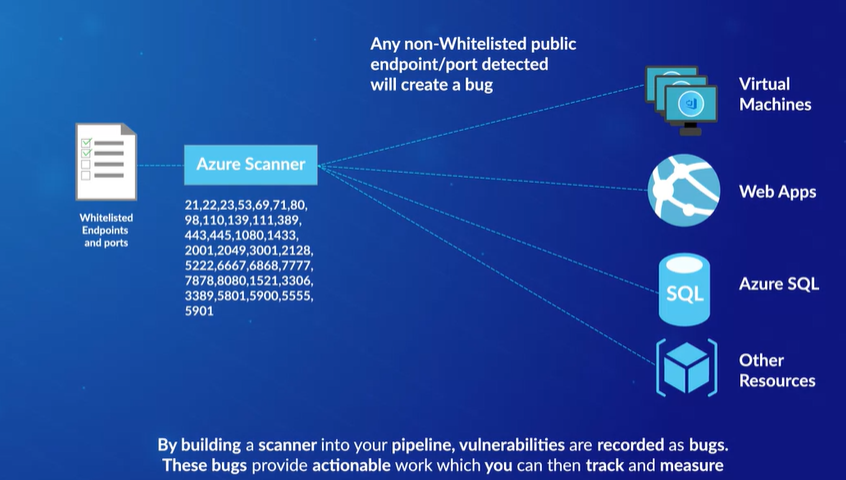 Any non-Whitelisted public
endpoint/port detected
will create a bug
Virtual
Machines
Azure Scanner
Whitelisted
Endpoints
and ports
21,22,23,53,69,71,80,
98,110,139,111,389,
443,445,1080,1433,
2001,2049,3001,2128,
5222,6667,6868,7777,
7878,8080,1521,3306,
3389,5801,5900,5555,
5901
Web Apps
SQL
Azure SQL
Other
Resources
By building a scanner into your pipeline, vulnerabilities are recorded as bugs.
These bugs provide actionable work which you can then track and measure